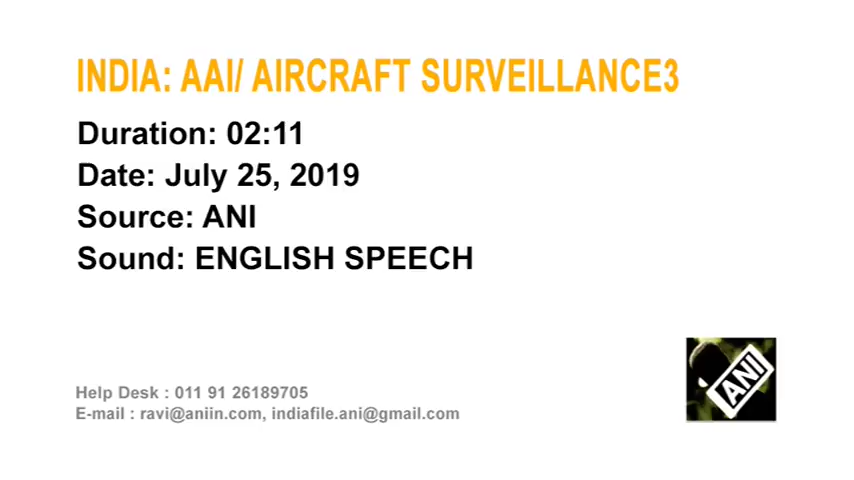 INDIA: AAI/ AIRCRAFT SURVEILLANCE3
Duration: 02:11
Date: July 25, 2019
Source: ANI
Sound: ENGLISH SPEECH
Help Desk : 011 91 26189705
E-mail : ravi@aniin.com, indiafile.ani@gmail.com
ANI